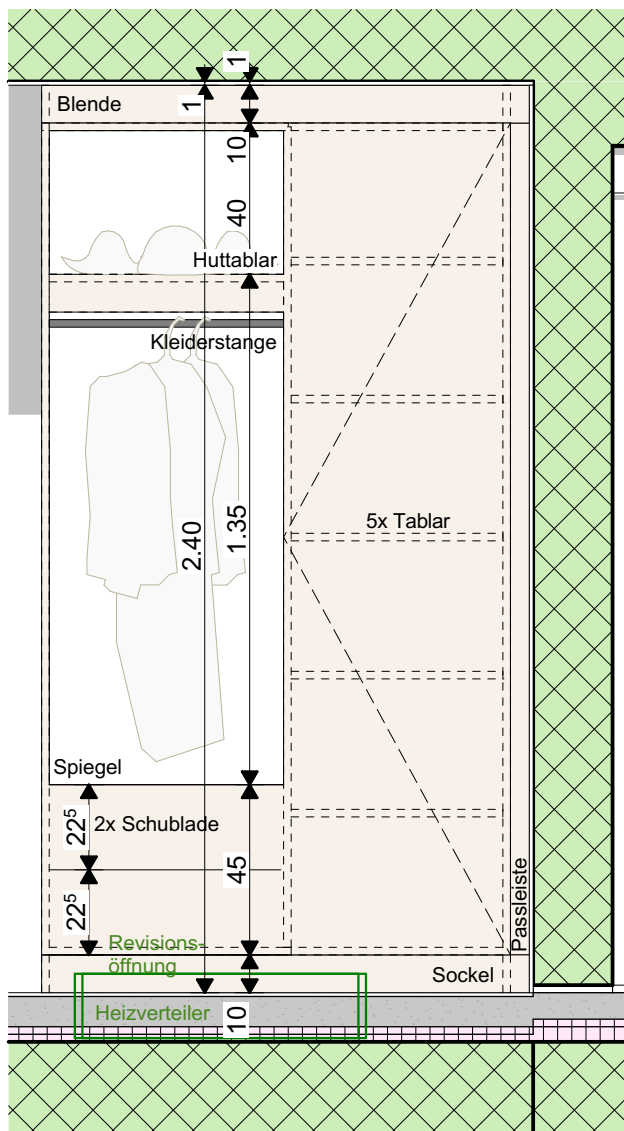 1
1
Blende
10
40
Huttablar
Kleiderstange
5x Tablar
2.40
1.35
Spiegel
22⁵
2x Schublade
45
22⁵
Passleiste
Revisions-
öffnung
Sockel
Heizverteiler
10